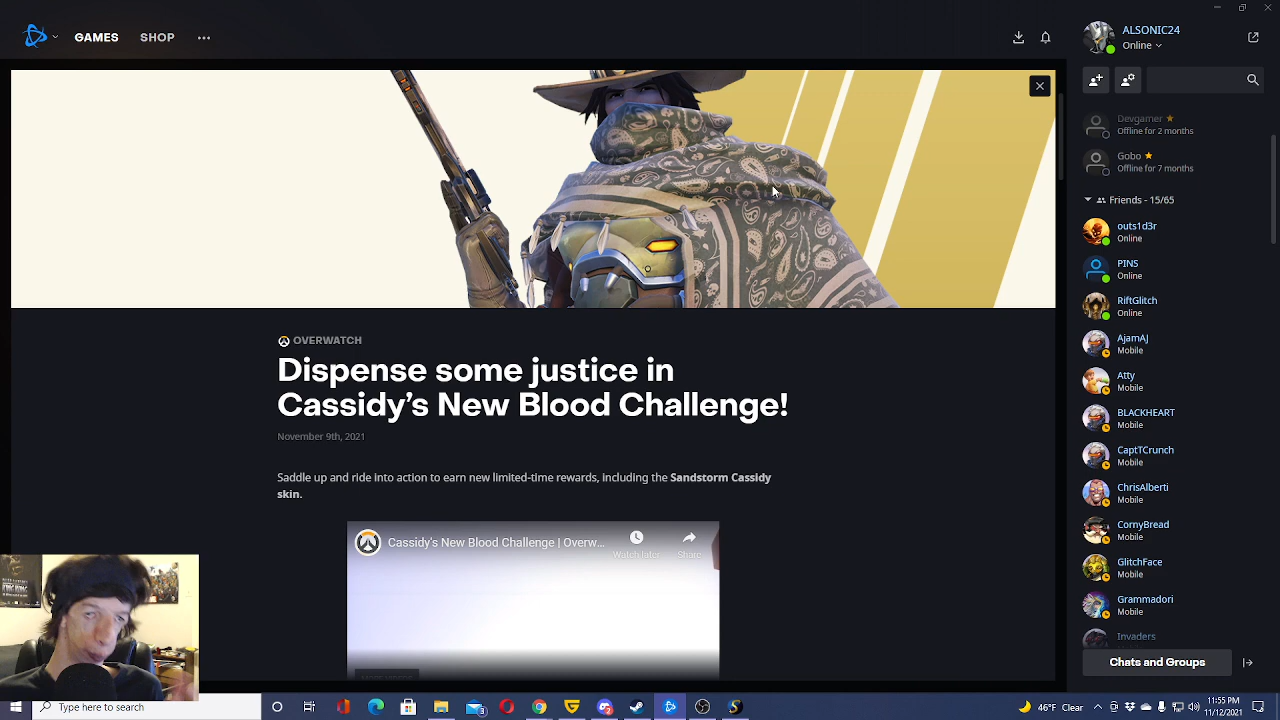 GAMES
SHOP
ALSONIC24
Online
Devgamer
Offline for 2 months
Gobo
Offline for 7 months
Friends - 15/65
outs1d3r
Online
PINS
Online
RiftGlitch
Online
AjamAJ
Mobile
Atty
Mobile
BLACKHEART
Mobile
CaptTCrunch
Mobile
ChrisAlberti
Mobile
CornyBread
Mobile
GlitchFace
Mobile
Grammadori
Mobile
Invaders
Chats and Groups
OVERWATCH
Dispense some justice in
Cassidy's New Blood Challenge!
November 9th, 2021
Saddle up and ride into action to earn new limited-time rewards, including the Sandstorm Cassidy
skin.
Cassidy's New Blood Challenge | Overw...
Watch later
Share
MORE VIDEOS
Type here to search
3
46°F Clear
11:55 PM
11/12/2021